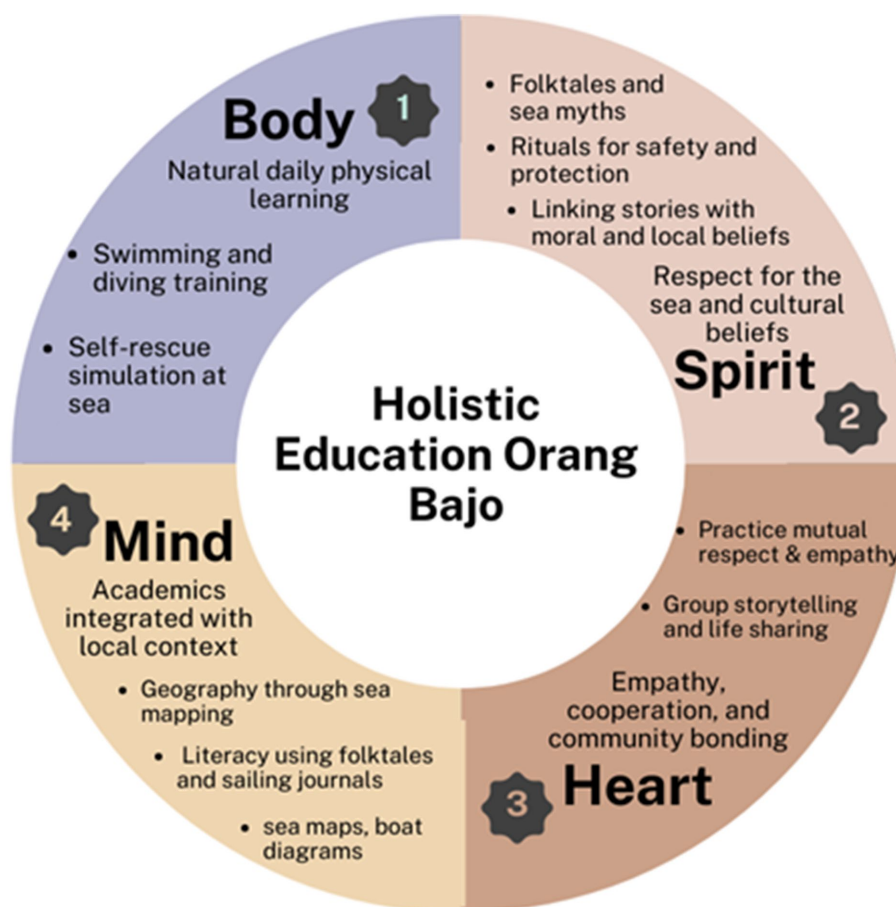 Body
1
Natural daily physical
learning
• Swimming and
diving training
• Self-rescue
simulation at
sea
• Folktales and
sea myths
• Rituals for safety and
protection
• Linking stories with
moral and local beliefs
Respect for the
sea and cultural
beliefs
Spirit
2
Holistic
Education Orang
Bajo
• Practice mutual
respect & empathy
• Group storytelling
and life sharing
Empathy,
cooperation, and
community bonding
3
Heart
4
Mind
Academics
integrated with
local context
• Geography through sea
mapping
• Literacy using folktales
and sailing journals
• sea maps, boat
diagrams